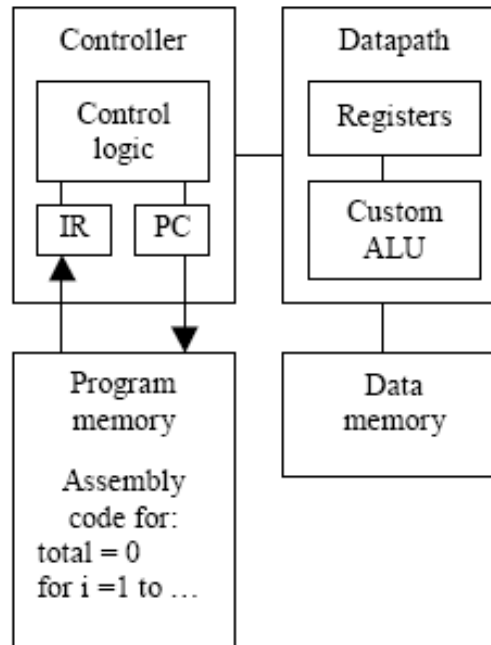 Controller
Control
logic
IR
PC
Datapath
Registers
Custom
ALU
Program
memory
Assembly
code for:
total = 0
for i =1 to …
Data
memory